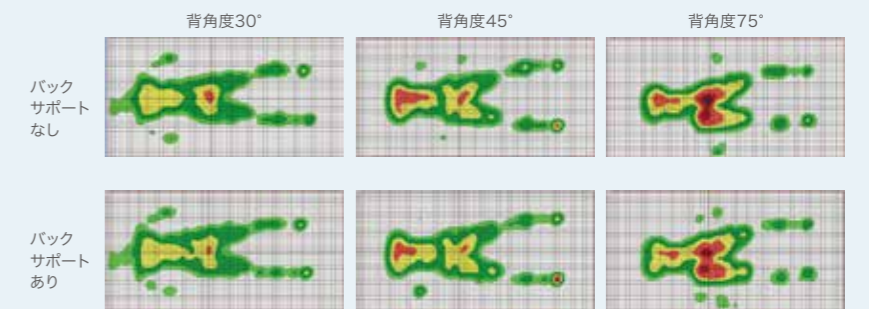 背角度30°
背角度45°
背角度75°
バック
サポート
なし
バック
サポート
あり